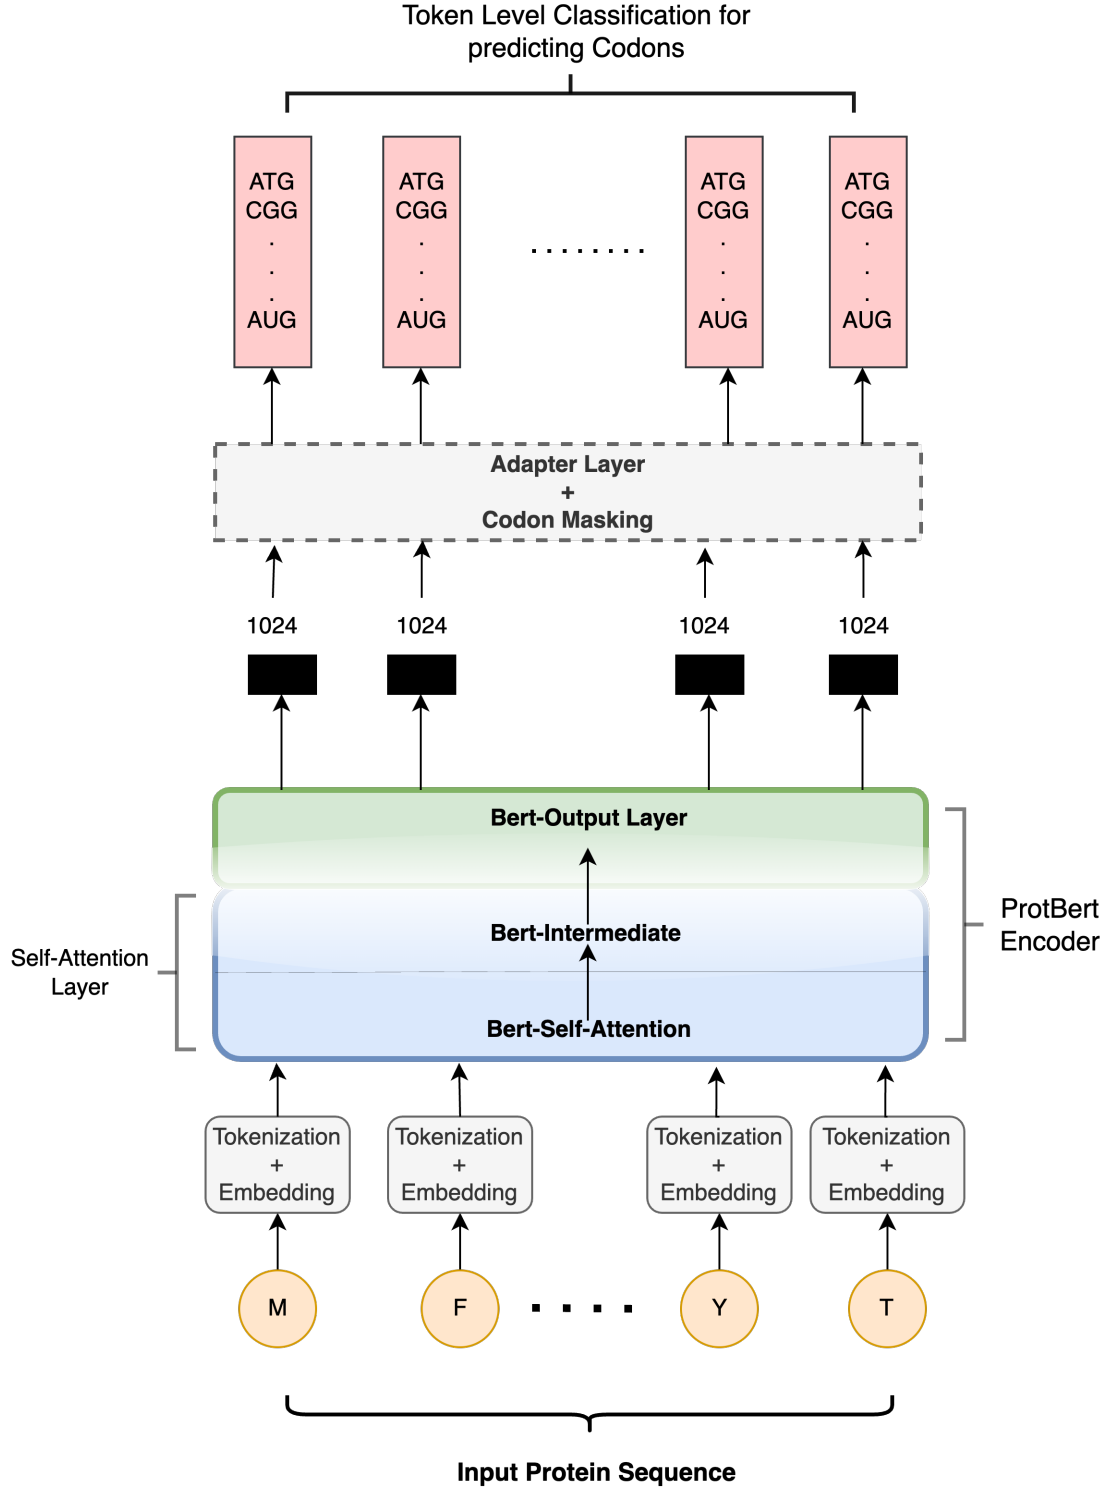 Token Level Classification for
predicting Codons
ATG ATG ATG ATG
CGG CGG CGG CGG
. . . .
. . . . ........
. . . .
AUG AUG AUG AUG
Adapter Layer
+
Codon Masking
1024 1024 1024 1024
Bert-Output Layer
Bert-Intermediate
Bert-Self-Attention
Self-Attention
Layer
ProtBert
Encoder
Tokenization Tokenization Tokenization Tokenization
+ + + +
Embedding Embedding Embedding Embedding
M F . . . . Y T
Input Protein Sequence